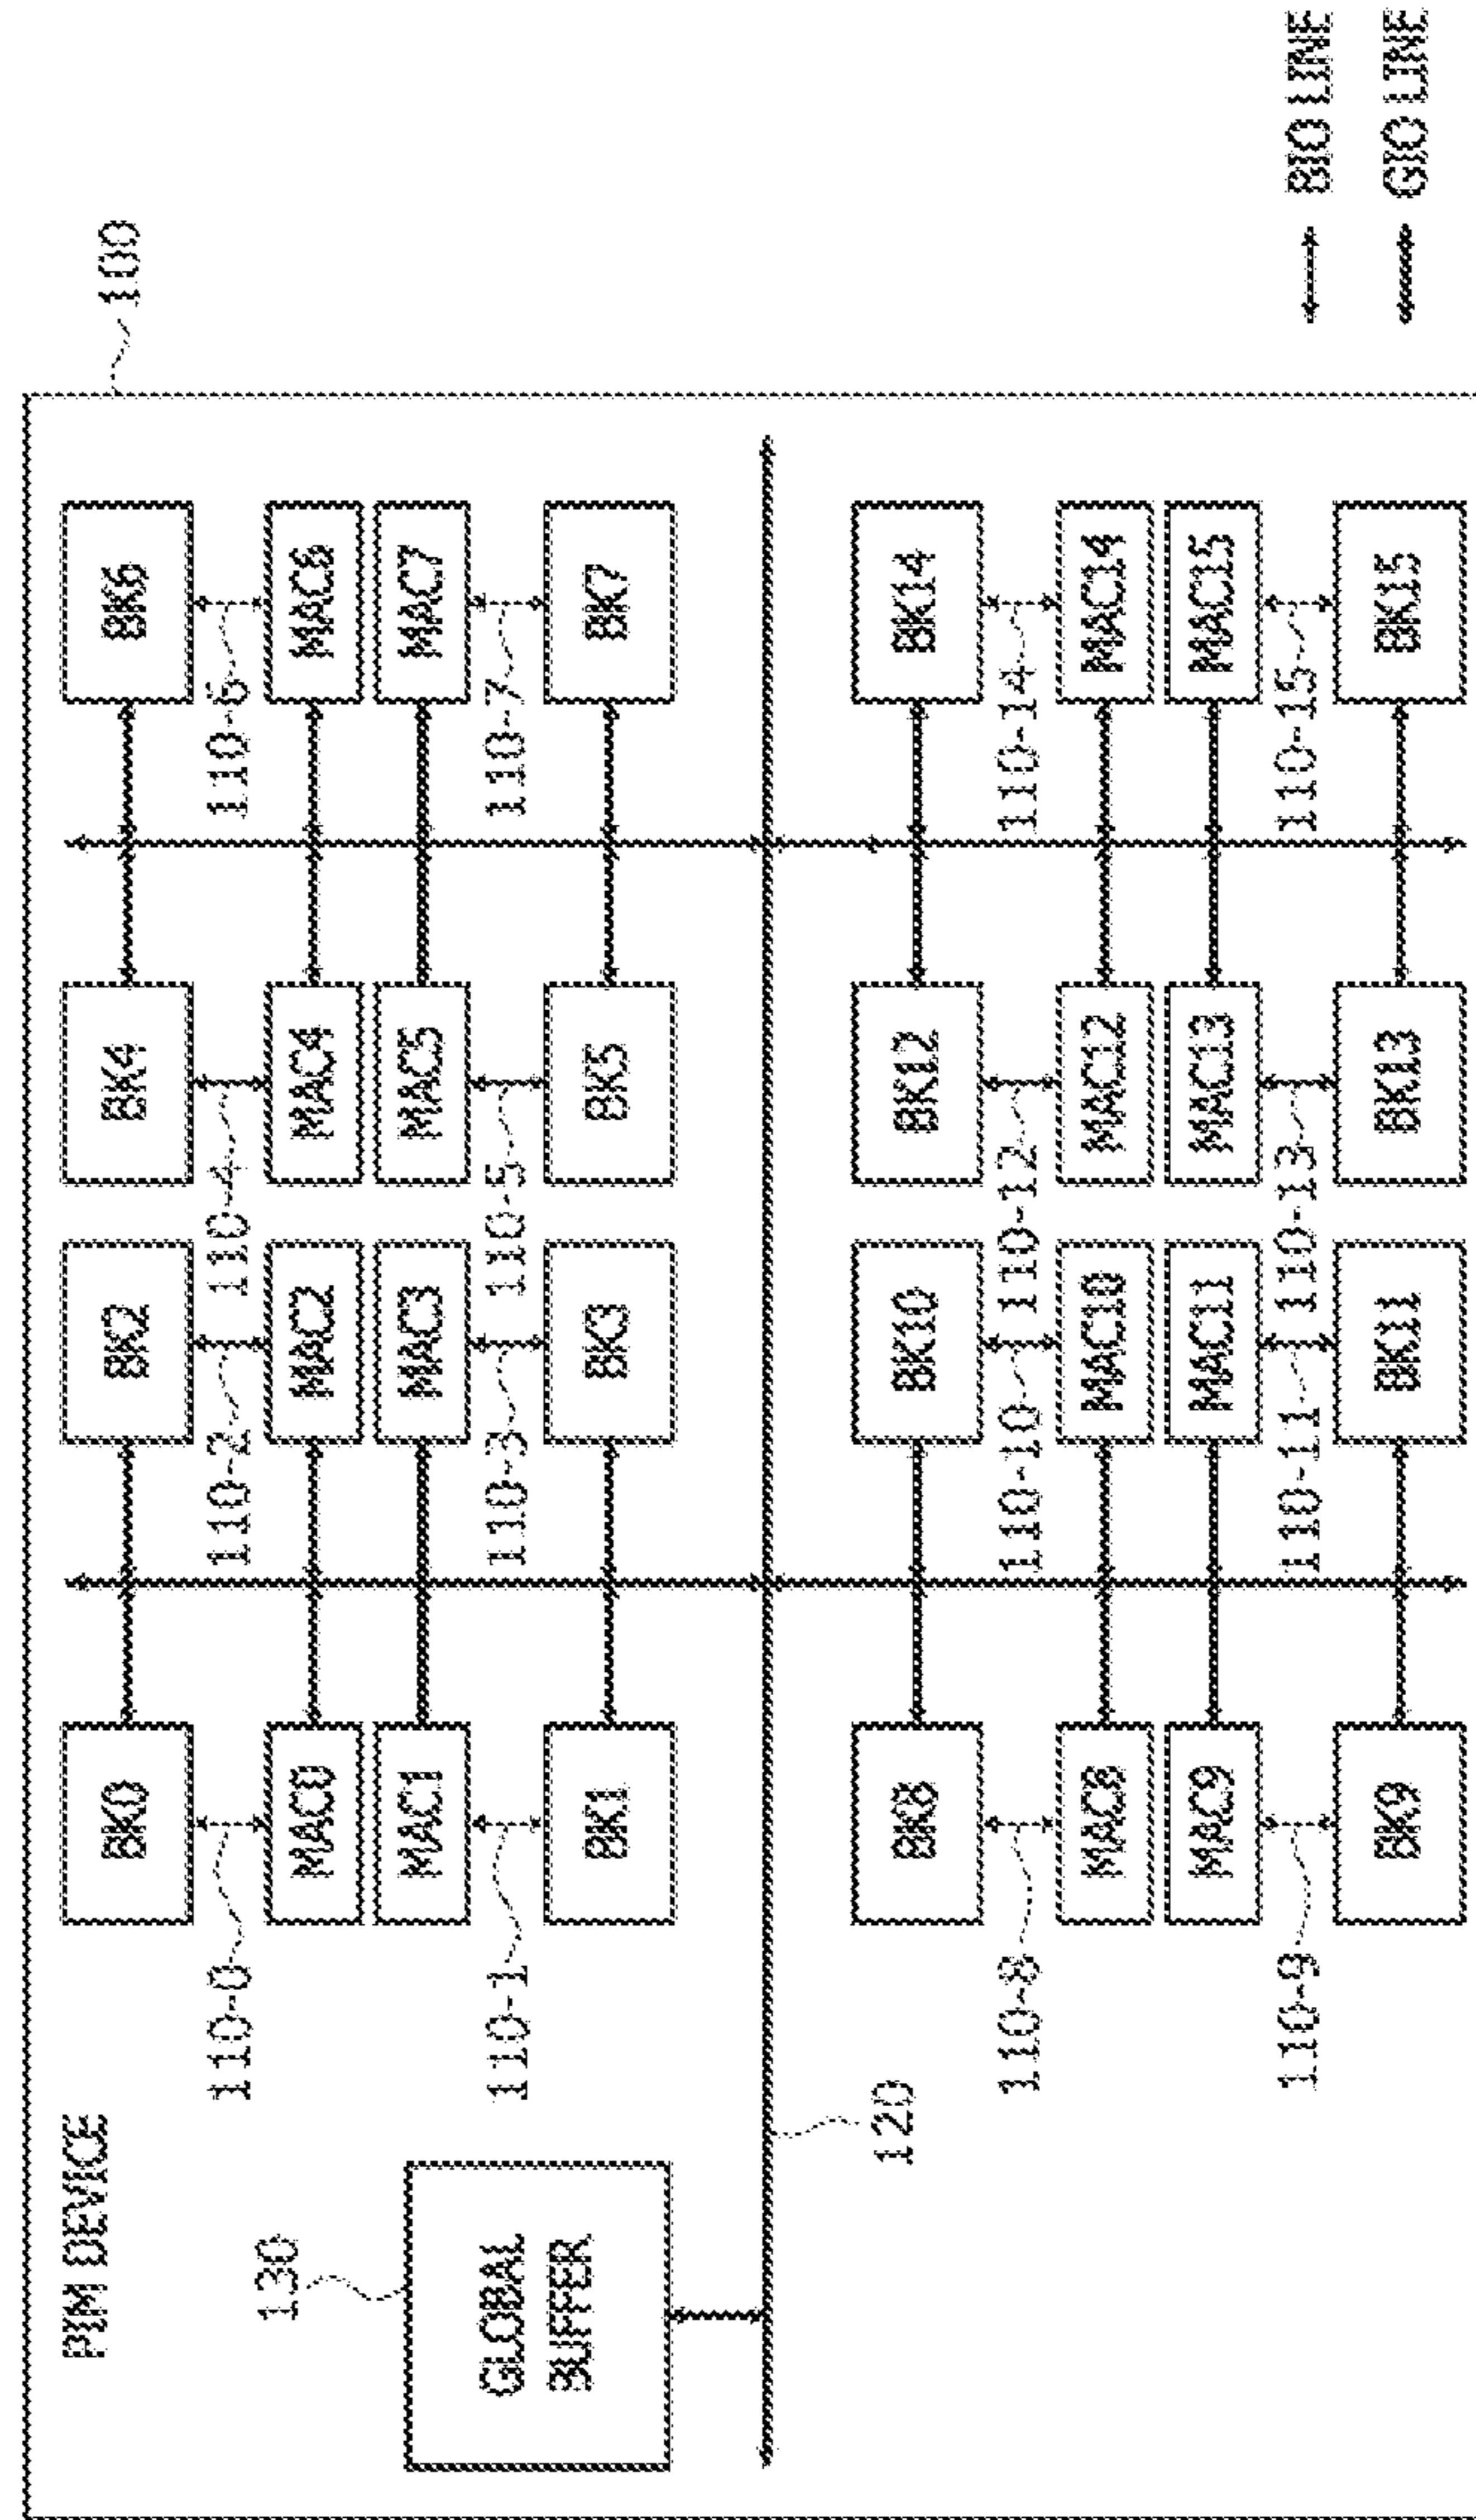 100
PIM DEVICE
130
GLOBAL
BUFFER
120
BK0
BK2
BK4
BK6
110-0
110-2
110-4
110-6
MAC0
MAC2
MAC4
MAC6
MAC1
MAC3
MAC5
MAC7
110-1
110-3
110-5
110-7
BK1
BK3
BK5
BK7
BK8
BK10
BK12
BK14
110-8
110-10
110-12
110-14
MAC8
MAC10
MAC12
MAC14
MAC9
MAC11
MAC13
MAC15
110-9
110-11
110-13
110-15
BK9
BK11
BK13
BK15
BIO LINE
GIO LINE